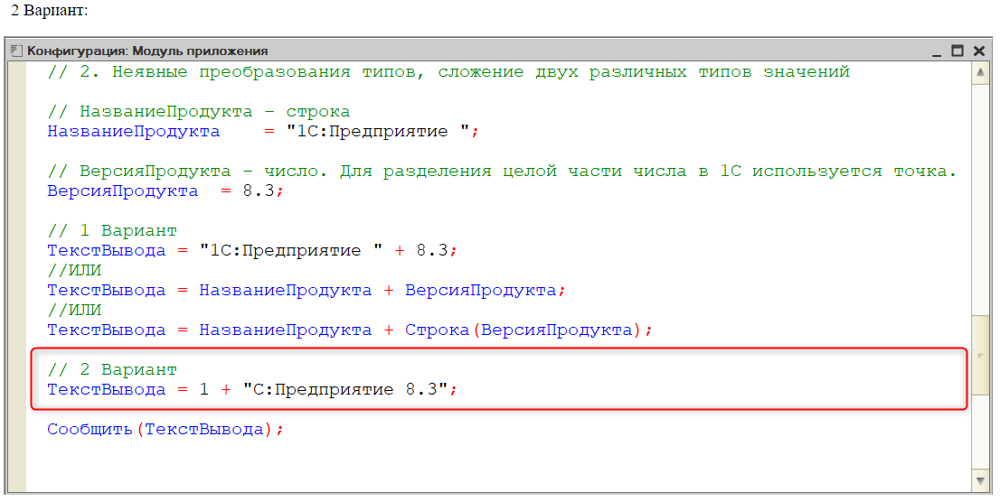 2 Вариант:
Конфигурация: Модуль приложения
// 2. Неявные преобразования типов, сложение двух различных типов значений
// НазваниеПродукта - строка
НазваниеПродукта    = "1С:Предприятие ";
// ВерсияПродукта - число. Для разделения целой части числа в 1С используется точка.
ВерсияПродукта  = 8.3;
// 1 Вариант
ТекстВывода = "1С:Предприятие " + 8.3;
//ИЛИ
ТекстВывода = НазваниеПродукта + ВерсияПродукта;
//ИЛИ
ТекстВывода = НазваниеПродукта + Строка(ВерсияПродукта);
// 2 Вариант
ТекстВывода = 1 + "С:Предприятие 8.3";
Сообщить(ТекстВывода);